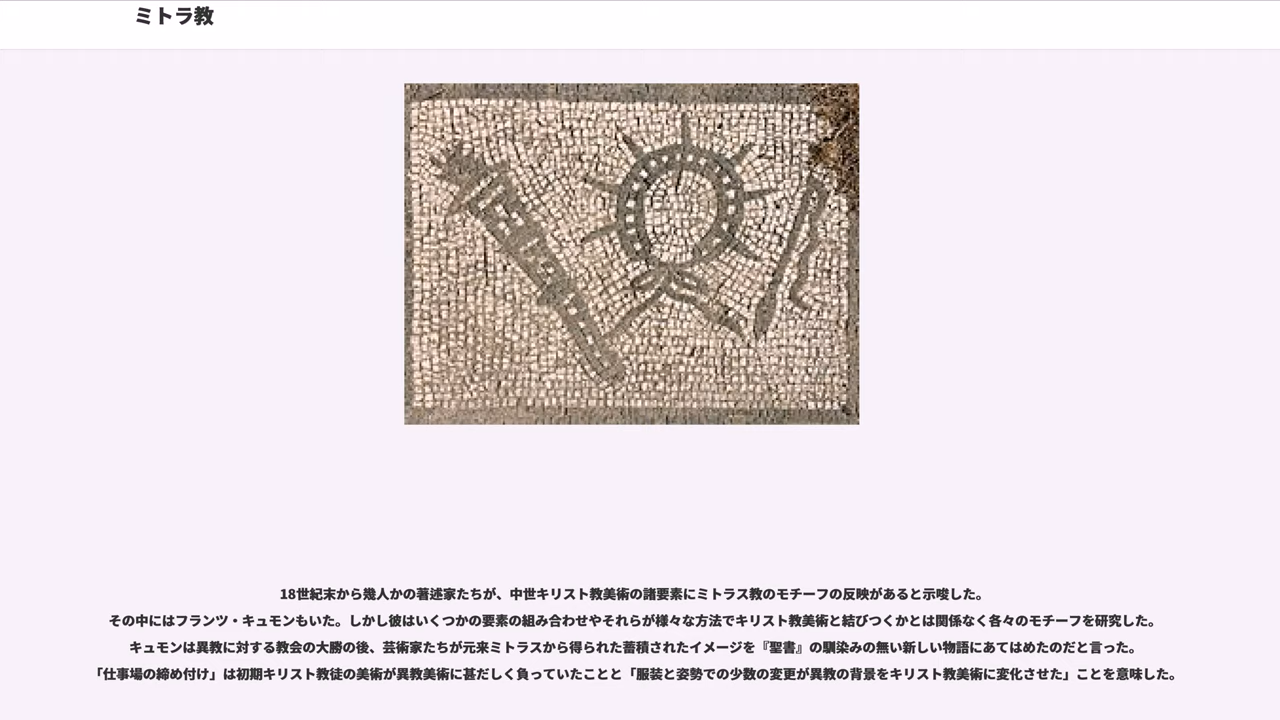 ミトラ教
18世紀末から幾人かの著述家たちが、中世キリスト教美術の諸要素にミトラス教のモチーフの反映があると示唆した。
その中にはフランツ・キュモンもいた。しかし彼はいくつかの要素の組み合わせやそれらが様々な方法でキリスト教美術と結びつくかとは関係なく各々のモチーフを研究した。
キュモンは異教に対する教会の大勝の後、芸術家たちが元来ミトラスから得られた蓄積されたイメージを『聖書』の馴染みの無い新しい物語にあてはめたのだと言った。
「仕事場の締め付け」は初期キリスト教徒の美術が異教美術に甚だしく負っていたことと「服装と姿勢での少数の変更が異教の背景をキリスト教美術に変化させた」ことを意味した。